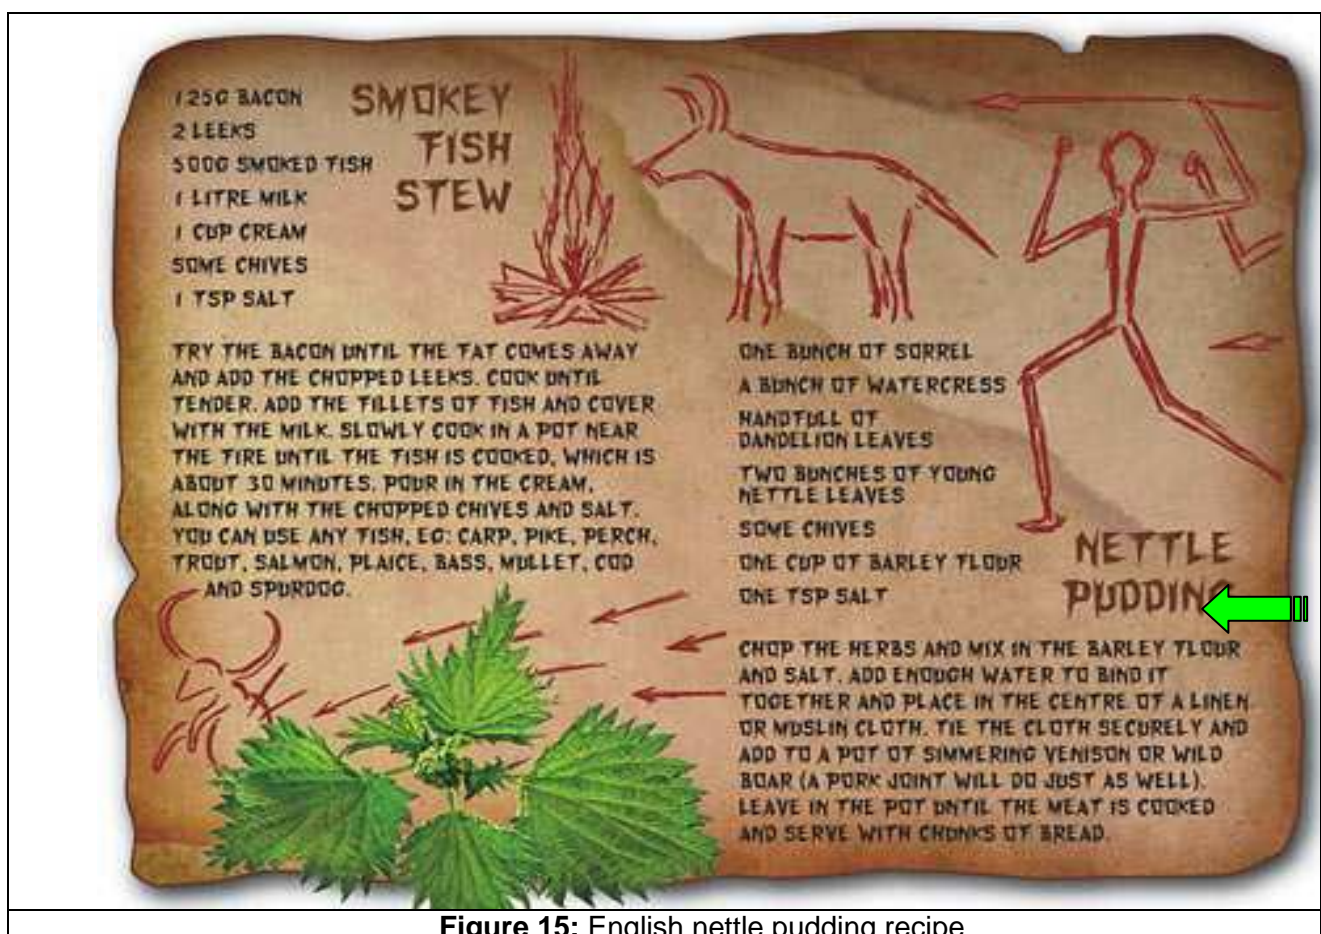 SMOKEY
FISH
STEW
125G BACON
2 LEEKS
500G SMOKED FISH
1 LITRE MILK
1 CUP CREAM
SOME CHIVES
1 TSP SALT
FRY THE BACON UNTIL THE FAT COMES AWAY
AND ADD THE CHOPPED LEEKS. COOK UNTIL
TENDER. ADD THE FILLETS OF FISH AND COVER
WITH THE MILK. SLOWLY COOK IN A POT NEAR
THE FIRE UNTIL THE FISH IS COOKED, WHICH IS
ABOUT 30 MINUTES. POUR IN THE CREAM,
ALONG WITH THE CHOPPED CHIVES AND SALT.
YOU CAN USE ANY FISH, EG: CARP, PIKE, PERCH,
TROUT, SALMON, PLAICE, BASS, MULLET, COD
AND SPURDOG.
NETTLE
PUDDING
ONE BUNCH OF SORREL
A BUNCH OF WATERCRESS
HANDFULL OF
DANDELION LEAVES
TWO BUNCHES OF YOUNG
NETTLE LEAVES
SOME CHIVES
ONE CUP OF BARLEY FLOUR
ONE TSP SALT
CHOP THE HERBS AND MIX IN THE BARLEY FLOUR
AND SALT. ADD ENOUGH WATER TO BIND IT
TOGETHER AND PLACE IN THE CENTRE OF A LINEN
OR MUSLIN CLOTH. TIE THE CLOTH SECURELY AND
ADD TO A POT OF SIMMERING VENISON OR WILD
BOAR (A PORK JOINT WILL DO JUST AS WELL).
LEAVE IN THE POT UNTIL THE MEAT IS COOKED
AND SERVE WITH CHUNKS OF BREAD.
Figure 15: English nettle pudding recipe